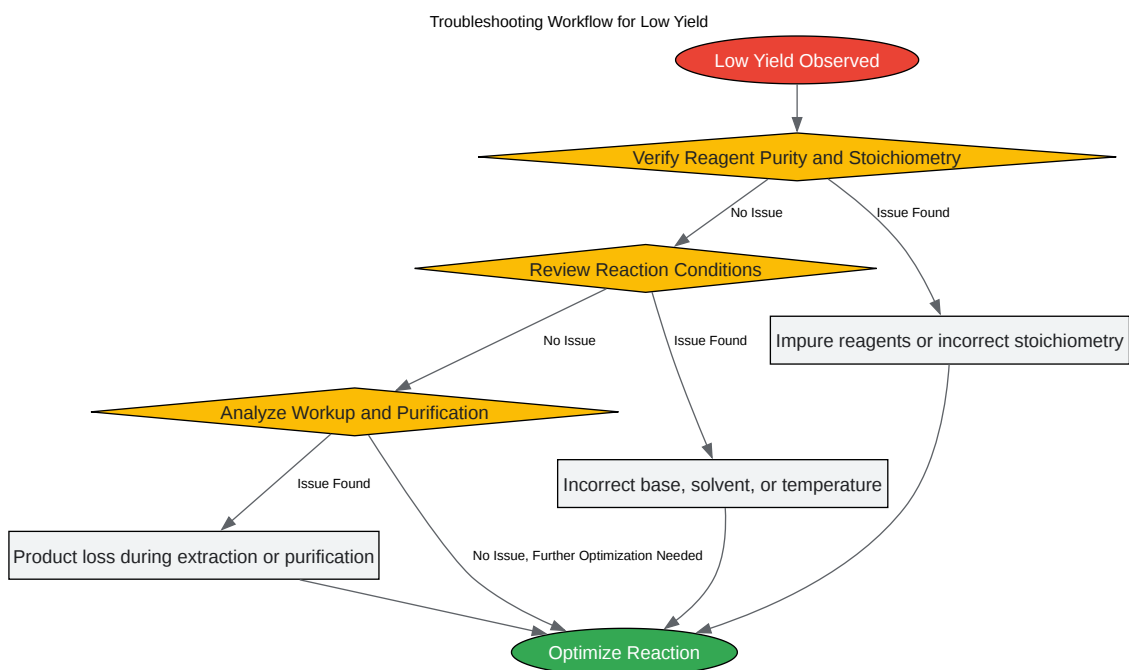 Troubleshooting Workflow for Low Yield
Low Yield Observed
Verify Reagent Purity and Stoichiometry
No Issue
Issue Found
Review Reaction Conditions
No Issue
Issue Found
Impure reagents or incorrect stoichiometry
Analyze Workup and Purification
Issue Found
Incorrect base, solvent, or temperature
Product loss during extraction or purification
No Issue, Further Optimization Needed
Optimize Reaction